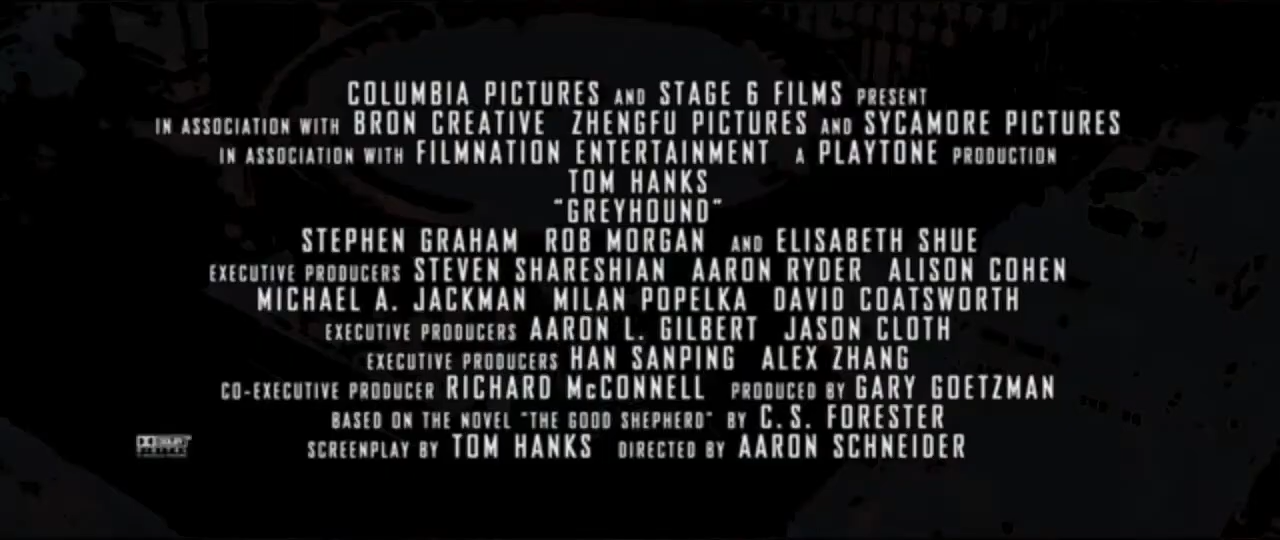 COLUMBIA PICTURES AND STAGE 6 FILMS PRESENT
IN ASSOCIATION WITH BRON CREATIVE ZHENGFU PICTURES AND SYCAMORE PICTURES
IN ASSOCIATION WITH FILMNATION ENTERTAINMENT A PLAYTONE PRODUCTION
TOM HANKS
"GREYHOUND"
STEPHEN GRAHAM ROB MORGAN AND ELISABETH SHUE
EXECUTIVE PRODUCERS STEVEN SHARESHIAN AARON RYDER ALISON COHEN
MICHAEL A. JACKMAN MILAN POPELKA DAVID COATSWORTH
EXECUTIVE PRODUCERS AARON L. GILBERT JASON CLOTH
EXECUTIVE PRODUCERS HAN SANPING ALEX ZHANG
CO-EXECUTIVE PRODUCER RICHARD McCONNELL PRODUCED BY GARY GOETZMAN
BASED ON THE NOVEL "THE GOOD SHEPHERD" BY C.S. FORESTER
SCREENPLAY BY TOM HANKS DIRECTED BY AARON SCHNEIDER